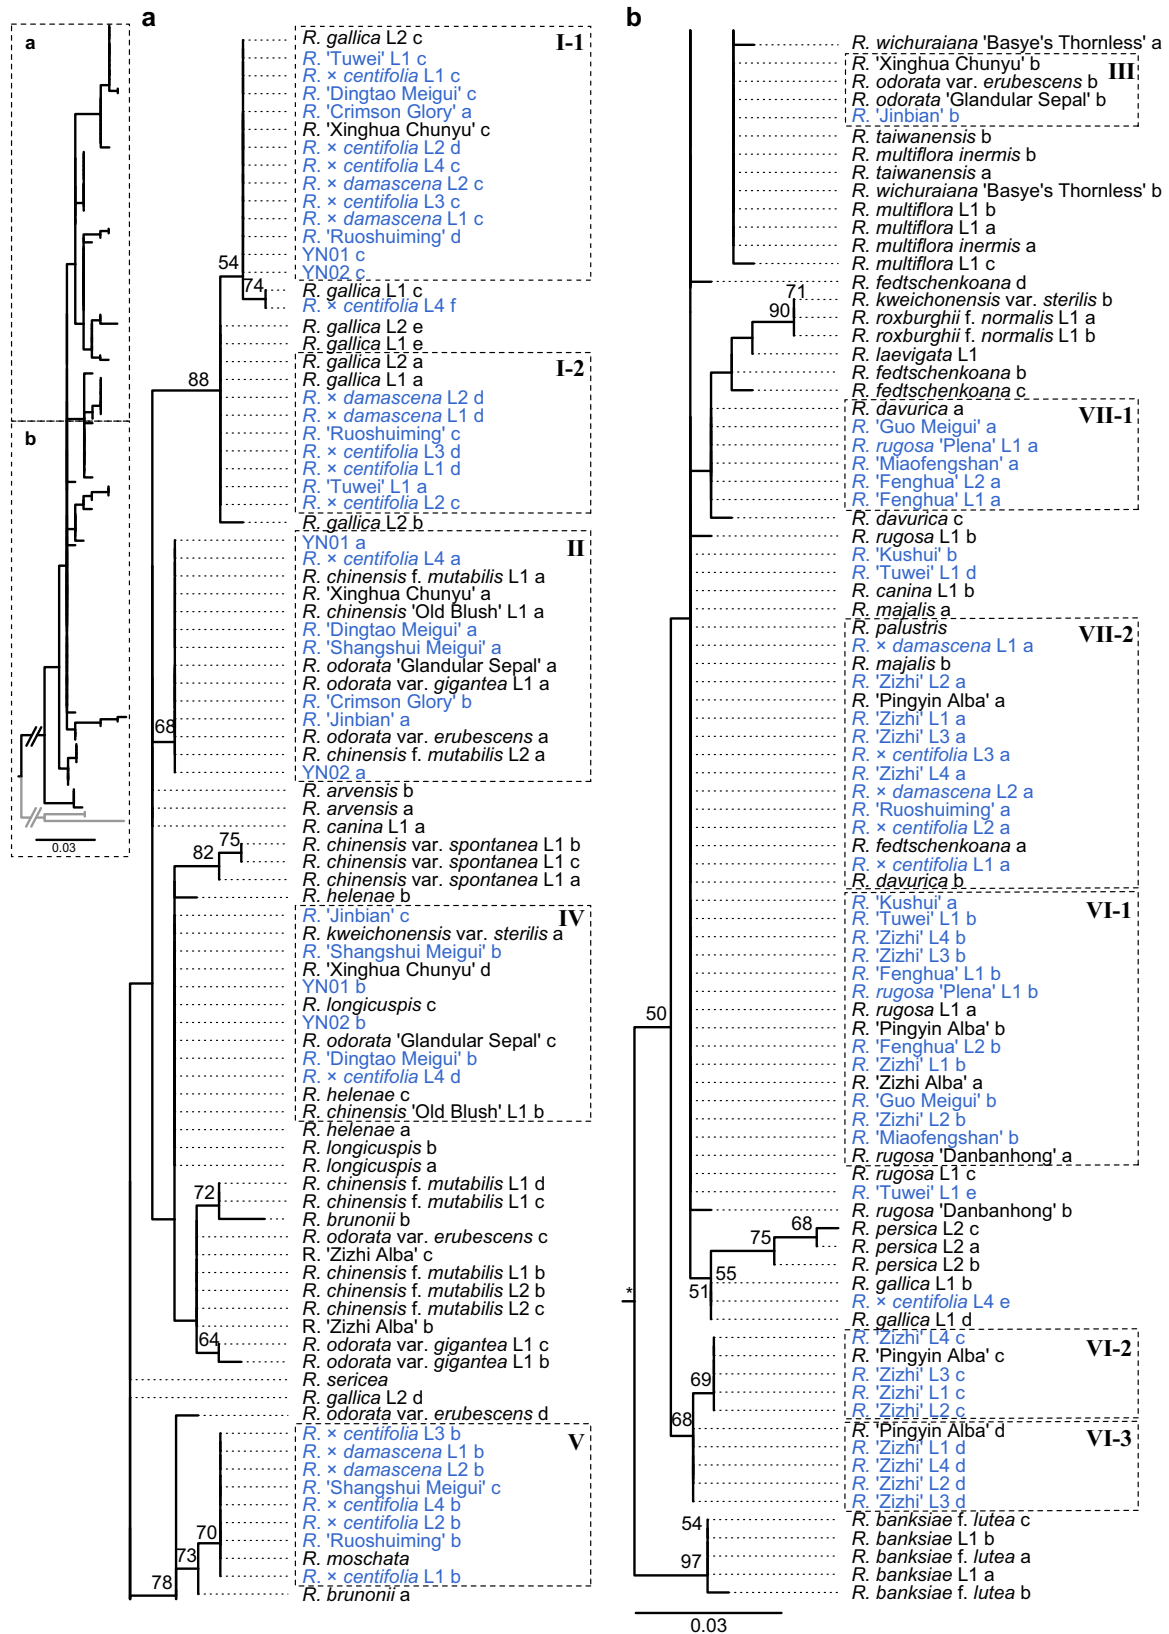 a
b
0.03
a
R. gallica L2 c
I-1
R. 'Tuwei' L1 c
R. × centifolia L1 c
R. 'Dingtao Meigui' c
R. 'Crimson Glory' a
R. 'Xinghua Chunyu' c
R. × centifolia L2 d
R. × centifolia L4 c
R. × damascena L2 c
R. × centifolia L3 c
R. × damascena L1 c
R. 'Ruoshuiming' d
YN01 c
YN02 c
54
74
R. gallica L1 c
R. × centifolia L4 f
R. gallica L2 e
R. gallica L1 e
R. gallica L2 a
I-2
R. gallica L1 a
88
R. × damascena L2 d
R. × damascena L1 d
R. 'Ruoshuiming' c
R. × centifolia L3 d
R. × centifolia L1 d
R. 'Tuwei' L1 a
R. × centifolia L2 c
R. gallica L2 b
YN01 a
II
R. × centifolia L4 a
R. chinensis f. mutabilis L1 a
R. 'Xinghua Chunyu' a
R. chinensis 'Old Blush' L1 a
R. 'Dingtao Meigui' a
R. 'Shangshui Meigui' a
R. odorata 'Glandular Sepal' a
R. odorata var. gigantea L1 a
R. 'Crimson Glory' b
R. 'Jinbian' a
68
R. odorata var. erubescens a
R. chinensis f. mutabilis L2 a
YN02 a
R. arvensis b
R. arvensis a
R. canina L1 a
75
R. chinensis var. spontanea L1 b
82
R. chinensis var. spontanea L1 c
R. chinensis var. spontanea L1 a
R. helenae b
R. 'Jinbian' c
IV
R. kweichonensis var. sterilis a
R. 'Shangshui Meigui' b
R. 'Xinghua Chunyu' d
YN01 b
R. longicuspis c
YN02 b
R. odorata 'Glandular Sepal' c
R. 'Dingtao Meigui' b
R. × centifolia L4 d
R. helenae c
R. chinensis 'Old Blush' L1 b
R. helenae a
R. longicuspis b
R. longicuspis a
R. chinensis f. mutabilis L1 d
72
R. chinensis f. mutabilis L1 c
R. brunonii b
R. odorata var. erubescens c
R. 'Zizhi Alba' c
R. chinensis f. mutabilis L1 b
R. chinensis f. mutabilis L2 b
R. chinensis f. mutabilis L2 c
R. 'Zizhi Alba' b
64
R. odorata var. gigantea L1 c
R. odorata var. gigantea L1 b
R. sericea
R. gallica L2 d
R. odorata var. erubescens d
R. × centifolia L3 b
V
R. × damascena L1 b
R. × damascena L2 b
R. 'Shangshui Meigui' c
R. × centifolia L4 b
R. × centifolia L2 b
70
R. 'Ruoshuiming' b
73
R. moschata
78
R. × centifolia L1 b
R. brunonii a
b
R. wichuraiana 'Basye's Thornless' a
R. 'Xinghua Chunyu' b
III
R. odorata var. erubescens b
R. odorata 'Glandular Sepal' b
R. 'Jinbian' b
R. taiwanensis b
R. multiflora inermis b
R. taiwanensis a
R. wichuraiana 'Basye's Thornless' b
R. multiflora L1 b
R. multiflora L1 a
R. multiflora inermis a
R. multiflora L1 c
R. fedtschenkoana d
71
R. kweichonensis var. sterilis b
90
R. roxburghii f. normalis L1 a
R. roxburghii f. normalis L1 b
R. laevigata L1
R. fedtschenkoana b
R. fedtschenkoana c
R. davurica a
VII-1
R. 'Guo Meigui' a
R. rugosa 'Plena' L1 a
R. 'Miaofengshan' a
R. 'Fenghua' L2 a
R. 'Fenghua' L1 a
R. davurica c
R. rugosa L1 b
R. 'Kushui' b
R. 'Tuwei' L1 d
R. canina L1 b
R. majalis a
R. palustris
VII-2
R. × damascena L1 a
R. majalis b
R. 'Zizhi' L2 a
R. 'Pingyin Alba' a
R. 'Zizhi' L1 a
R. 'Zizhi' L3 a
R. × centifolia L3 a
R. 'Zizhi' L4 a
R. × damascena L2 a
R. 'Ruoshuiming' a
R. × centifolia L2 a
R. fedtschenkoana a
R. × centifolia L1 a
R. davurica b
R. 'Kushui' a
VI-1
R. 'Tuwei' L1 b
R. 'Zizhi' L4 b
R. 'Zizhi' L3 b
R. 'Fenghua' L1 b
R. rugosa 'Plena' L1 b
R. rugosa L1 a
50
R. 'Pingyin Alba' b
R. 'Fenghua' L2 b
R. 'Zizhi' L1 b
R. 'Zizhi Alba' a
R. 'Guo Meigui' b
R. 'Zizhi' L2 b
R. 'Miaofengshan' b
R. rugosa 'Danbanhong' a
R. rugosa L1 c
R. 'Tuwei' L1 e
R. rugosa 'Danbanhong' b
68
R. persica L2 c
75
R. persica L2 a
R. persica L2 b
55
R. gallica L1 b
*
51
R. × centifolia L4 e
R. gallica L1 d
R. 'Zizhi' L4 c
VI-2
R. 'Pingyin Alba' c
69
R. 'Zizhi' L3 c
R. 'Zizhi' L1 c
R. 'Zizhi' L2 c
68
R. 'Pingyin Alba' d
VI-3
R. 'Zizhi' L1 d
R. 'Zizhi' L4 d
R. 'Zizhi' L2 d
R. 'Zizhi' L3 d
54
R. banksiae f. lutea c
R. banksiae L1 b
97
R. banksiae f. lutea a
R. banksiae L1 a
R. banksiae f. lutea b
0.03